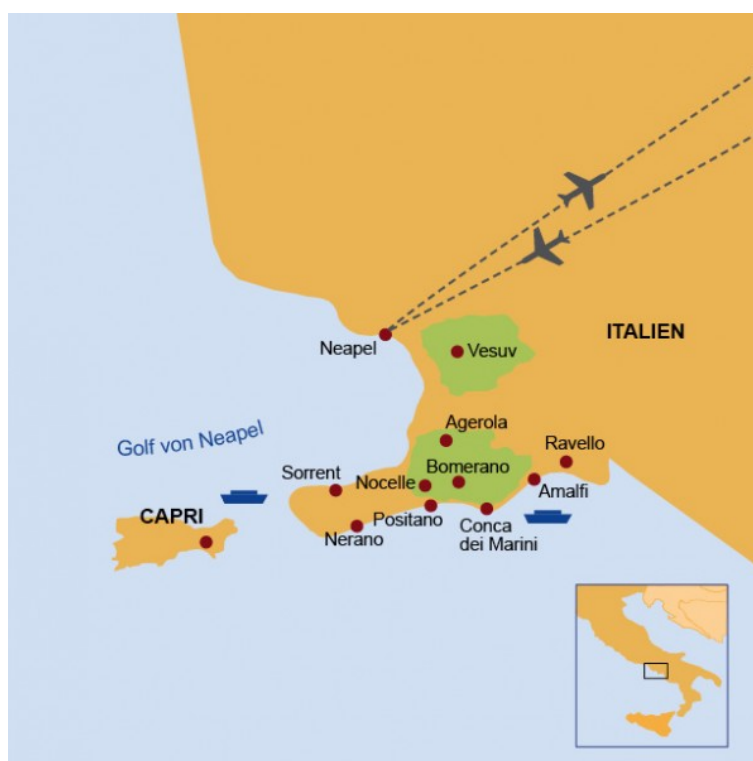 Neapel
Vesuv
ITALIEN
Golf von Neapel
Agerola
Ravello
Sorrent
Nocelle
Bomerano
Amalfi
CAPRI
Positano
Conca
dei Marini
Nerano